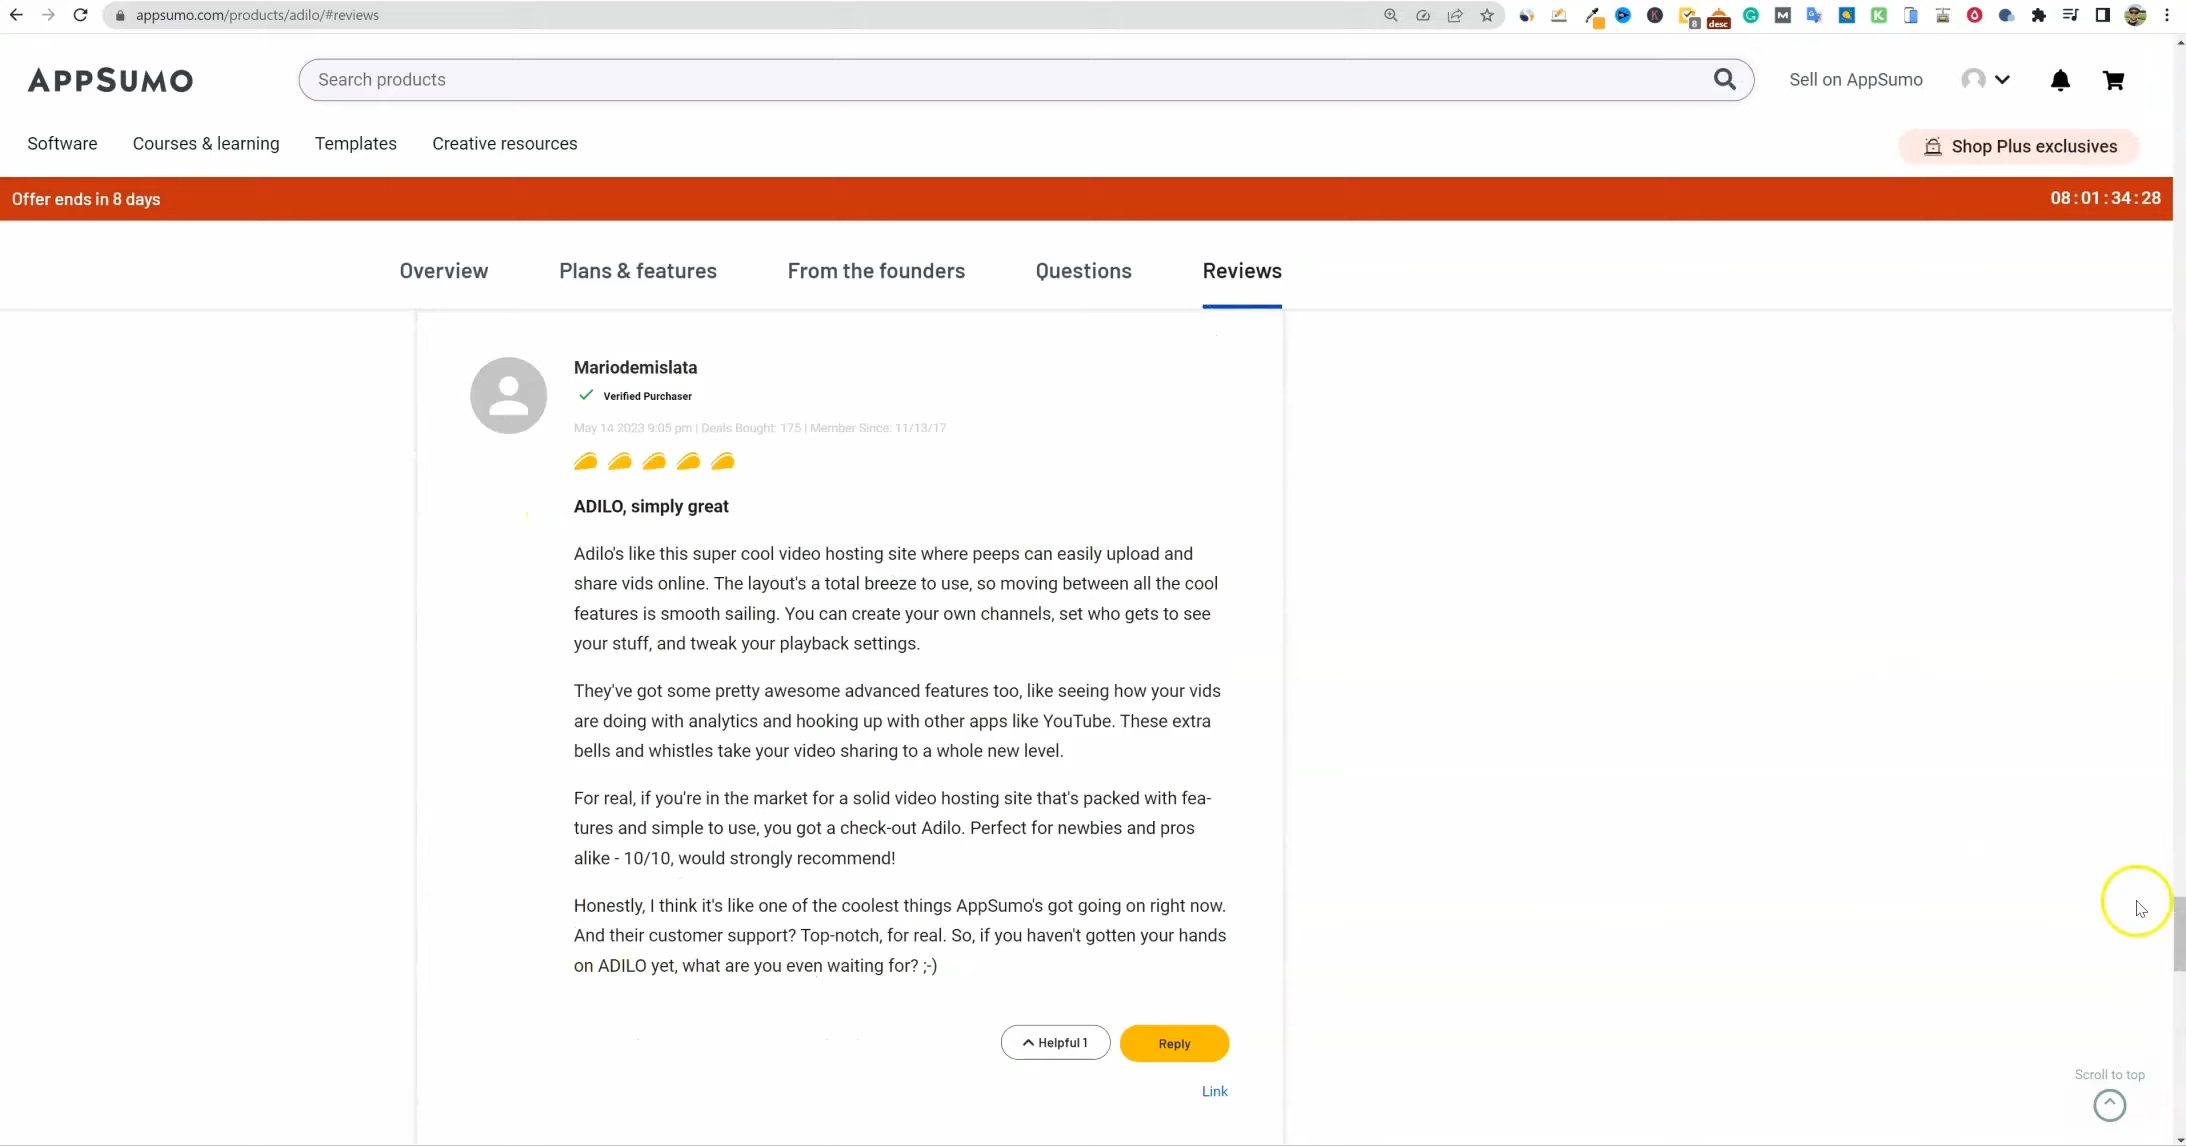 appsumo.com/products/adilo/#reviews
8
desc
APPSUMO
Search products
Sell on AppSumo
Software Courses & learning Templates Creative resources
Shop Plus exclusives
Offer ends in 8 days
08:01:34:28
Overview Plans & features From the founders Questions Reviews
Mariodemislata
Verified Purchaser
May 14 2023 9:05 pm | Deals Bought: 175 | Member Since: 11/13/17
ADILO, simply great
Adilo's like this super cool video hosting site where peeps can easily upload and
share vids online. The layout's a total breeze to use, so moving between all the cool
features is smooth sailing. You can create your own channels, set who gets to see
your stuff, and tweak your playback settings.
They've got some pretty awesome advanced features too, like seeing how your vids
are doing with analytics and hooking up with other apps like YouTube. These extra
bells and whistles take your video sharing to a whole new level.
For real, if you're in the market for a solid video hosting site that's packed with fea-
tures and simple to use, you got a check-out Adilo. Perfect for newbies and pros
alike - 10/10, would strongly recommend!
Honestly, I think it's like one of the coolest things AppSumo's got going on right now.
And their customer support? Top-notch, for real. So, if you haven't gotten your hands
on ADILO yet, what are you even waiting for? ;-)
Helpful 1
Reply
Link
Scroll to top